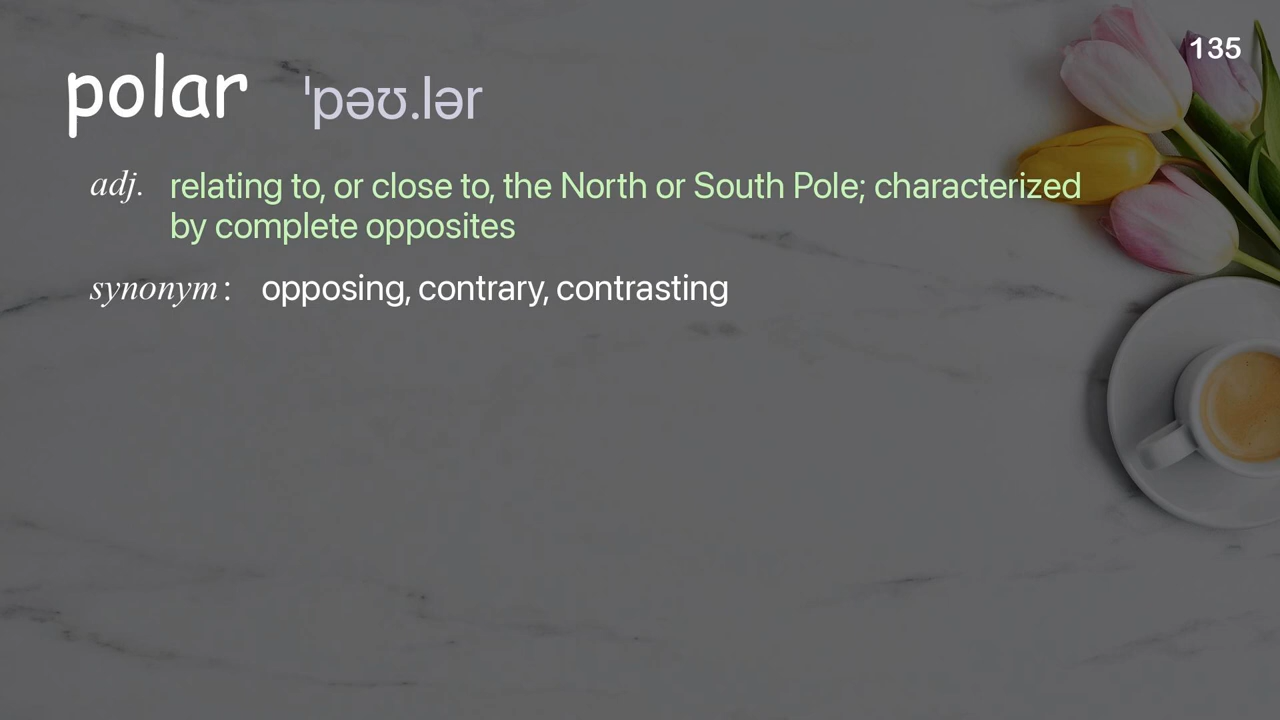 135
polar ˈpəʊ.lər
adj. relating to, or close to, the North or South Pole; characterized
by complete opposites
synonym : opposing, contrary, contrasting